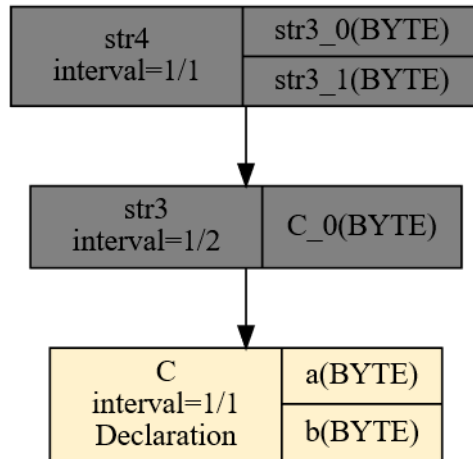 str4
interval=1/1
str3_0(BYTE)
str3_1(BYTE)
str3
interval=1/2
C_0(BYTE)
C
interval=1/1
Declaration
a(BYTE)
b(BYTE)